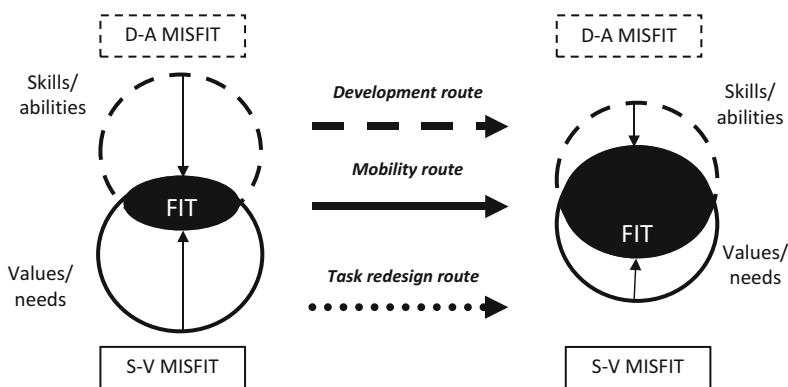 D-A MISFIT
Skills/
abilities
FIT
Values/
needs
S-V MISFIT
Development route
Mobility route
Task redesign route
D-A MISFIT
Skills/
abilities
FIT
Values/
needs
S-V MISFIT